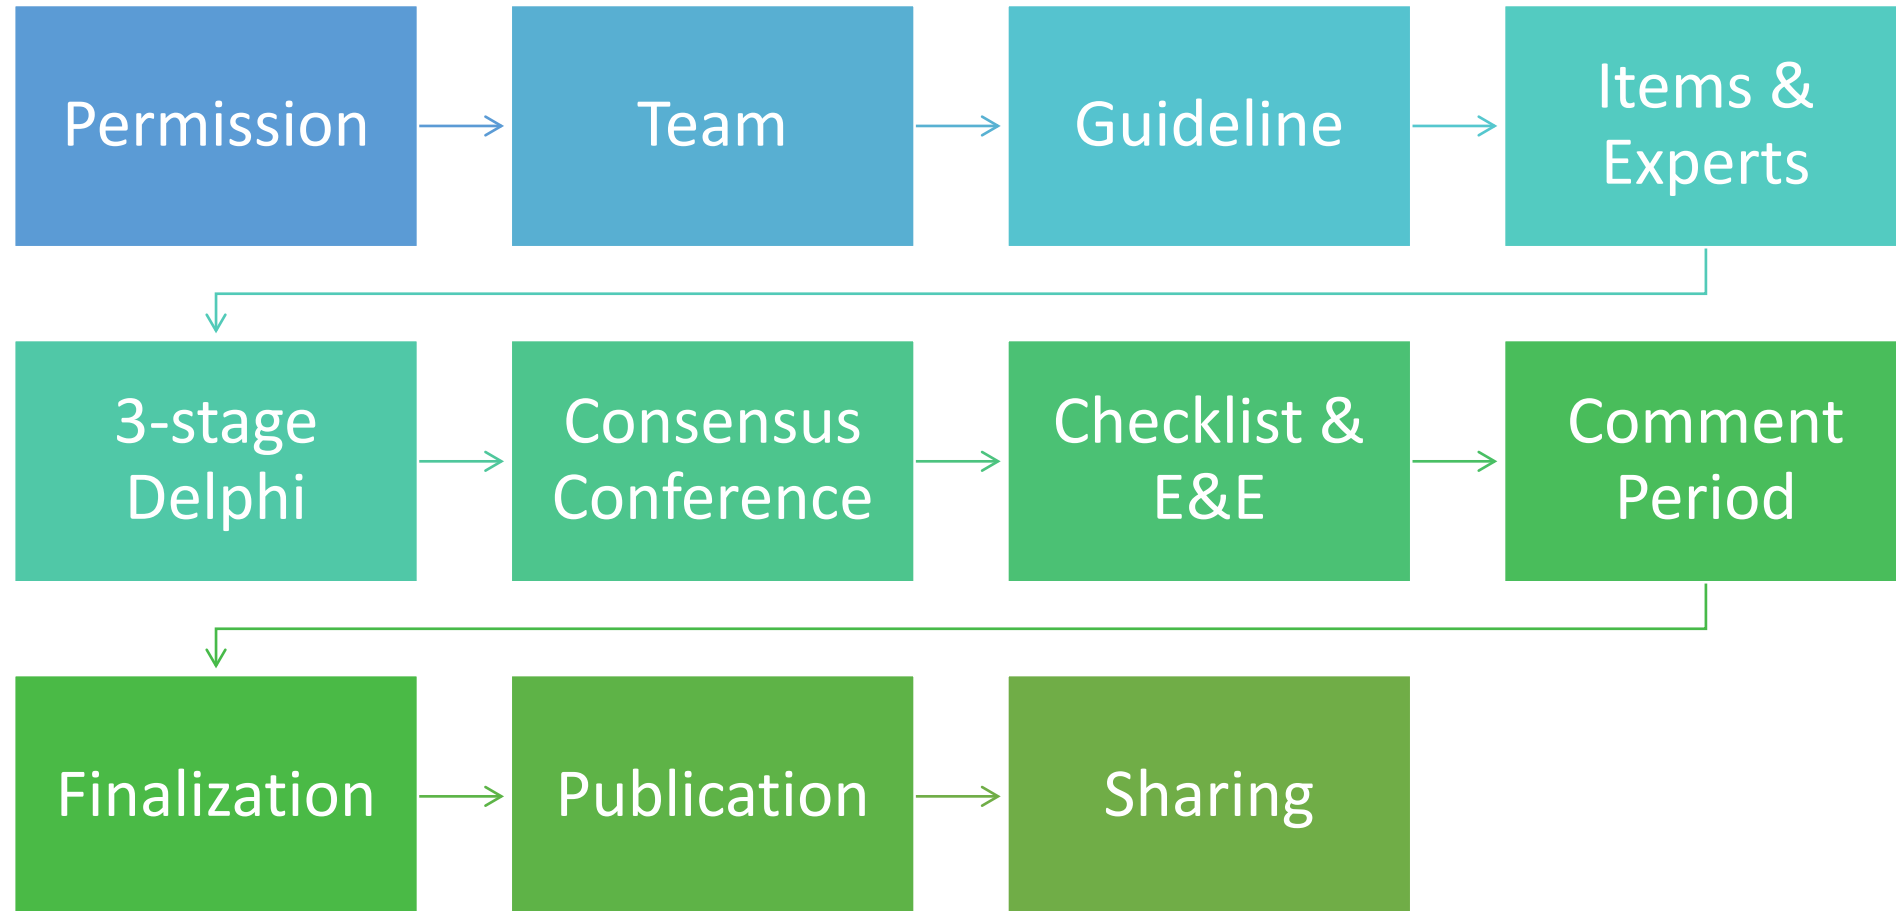 Permission
Team
Guideline
Items &
Experts
3-stage
Delphi
Consensus
Conference
Checklist &
E&E
Comment
Period
Finalization
Publication
Sharing